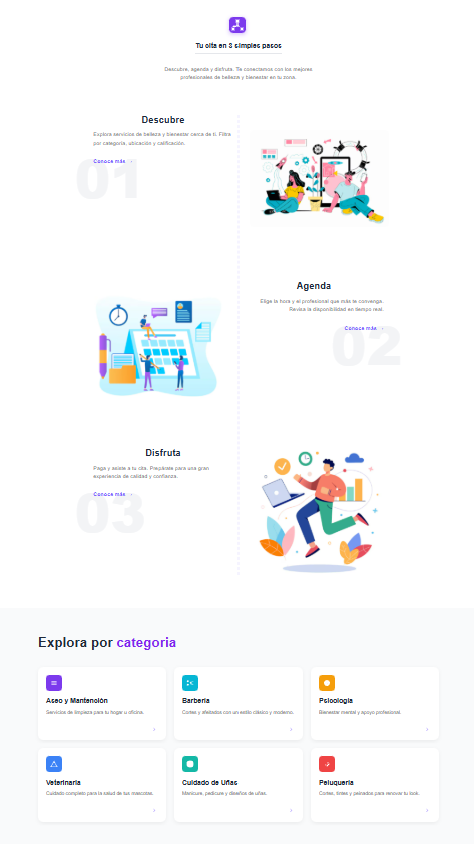 Tu cita en 3 simples pasos
Descubre, agenda y disfruta. Te conectamos con los mejores
profesionales de belleza y bienestar en tu zona.
Descubre
Explora servicios de belleza y bienestar cerca de ti. Filtra
por categoría, ubicación y calificación.
Conoce más
01
Agenda
Elige la hora y el profesional que más te convenga.
Revisa la disponibilidad en tiempo real.
Conoce más
02
Disfruta
Paga y asiste a tu cita. Prepárate para una gran
experiencia de calidad y confianza.
Conoce más
03
Explora por categoria
Aseo y Mantención
Servicios de limpieza para tu hogar u oficina.
Barbería
Cortes y afeitados con un estilo clásico y moderno.
Psicología
Bienestar mental y apoyo profesional.
Veterinaria
Cuidado completo para la salud de tus mascotas.
Cuidado de Uñas
Manicure, pedicure y diseños de uñas.
Peluquería
Cortes, tintes y peinados para renovar tu look.